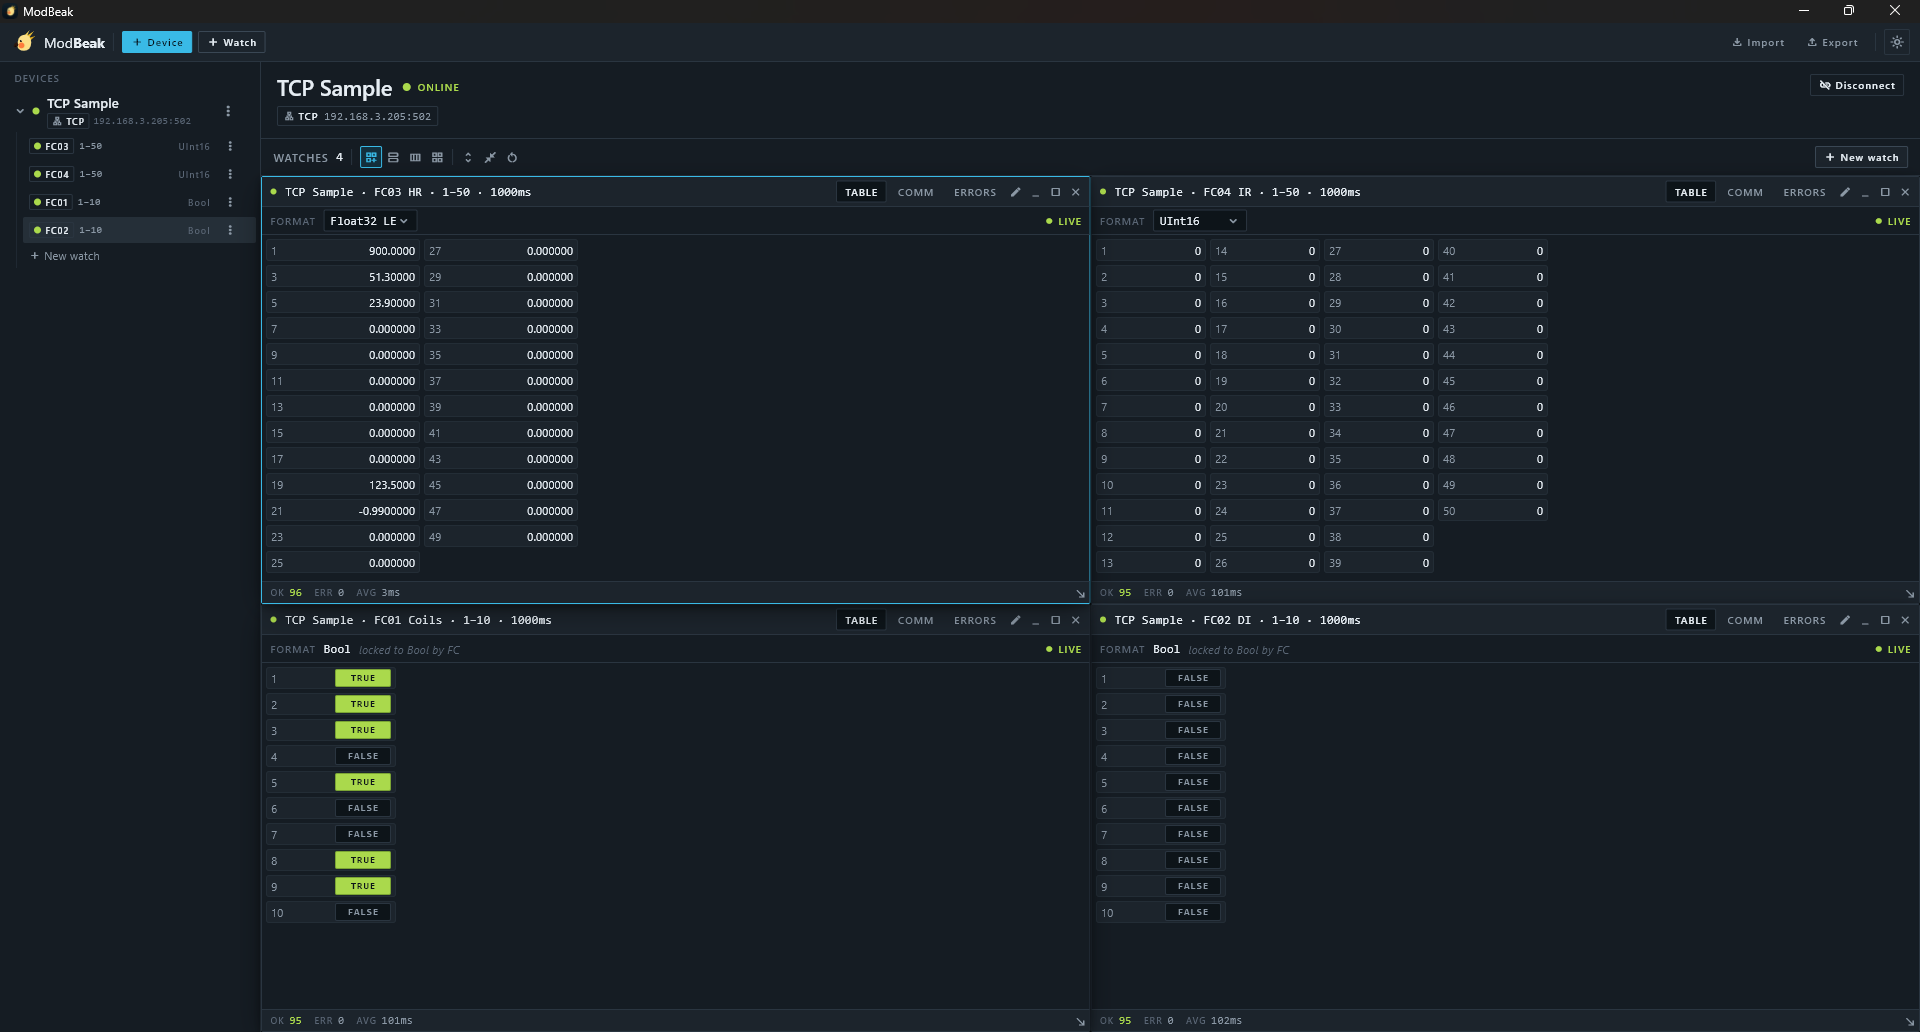 ModBeak
ModBeak
+ Device
+ Watch
Import
Export
DEVICES
TCP Sample
TCP 192.168.3.205:502
FC03 1-50 UInt16
FC04 1-50 UInt16
FC01 1-10 Bool
FC02 1-10 Bool
+ New watch
TCP Sample ONLINE
TCP 192.168.3.205:502
Disconnect
WATCHES 4
+ New watch
TCP Sample · FC03 HR · 1-50 · 1000ms
TABLE COMM ERRORS
FORMAT Float32 LE LIVE
1 900.0000 27 0.000000
3 51.30000 29 0.000000
5 23.90000 31 0.000000
7 0.000000 33 0.000000
9 0.000000 35 0.000000
11 0.000000 37 0.000000
13 0.000000 39 0.000000
15 0.000000 41 0.000000
17 0.000000 43 0.000000
19 123.5000 45 0.000000
21 -0.9900000 47 0.000000
23 0.000000 49 0.000000
25 0.000000
OK 96 ERR 0 AVG 3ms
TCP Sample · FC04 IR · 1-50 · 1000ms
TABLE COMM ERRORS
FORMAT UInt16 LIVE
1 0 14 0 27 0 40 0
2 0 15 0 28 0 41 0
3 0 16 0 29 0 42 0
4 0 17 0 30 0 43 0
5 0 18 0 31 0 44 0
6 0 19 0 32 0 45 0
7 0 20 0 33 0 46 0
8 0 21 0 34 0 47 0
9 0 22 0 35 0 48 0
10 0 23 0 36 0 49 0
11 0 24 0 37 0 50 0
12 0 25 0 38 0
13 0 26 0 39 0
OK 95 ERR 0 AVG 101ms
TCP Sample · FC01 Coils · 1-10 · 1000ms
TABLE COMM ERRORS
FORMAT Bool locked to Bool by FC LIVE
1 TRUE
2 TRUE
3 TRUE
4 FALSE
5 TRUE
6 FALSE
7 FALSE
8 TRUE
9 TRUE
10 FALSE
OK 95 ERR 0 AVG 101ms
TCP Sample · FC02 DI · 1-10 · 1000ms
TABLE COMM ERRORS
FORMAT Bool locked to Bool by FC LIVE
1 FALSE
2 FALSE
3 FALSE
4 FALSE
5 FALSE
6 FALSE
7 FALSE
8 FALSE
9 FALSE
10 FALSE
OK 95 ERR 0 AVG 102ms